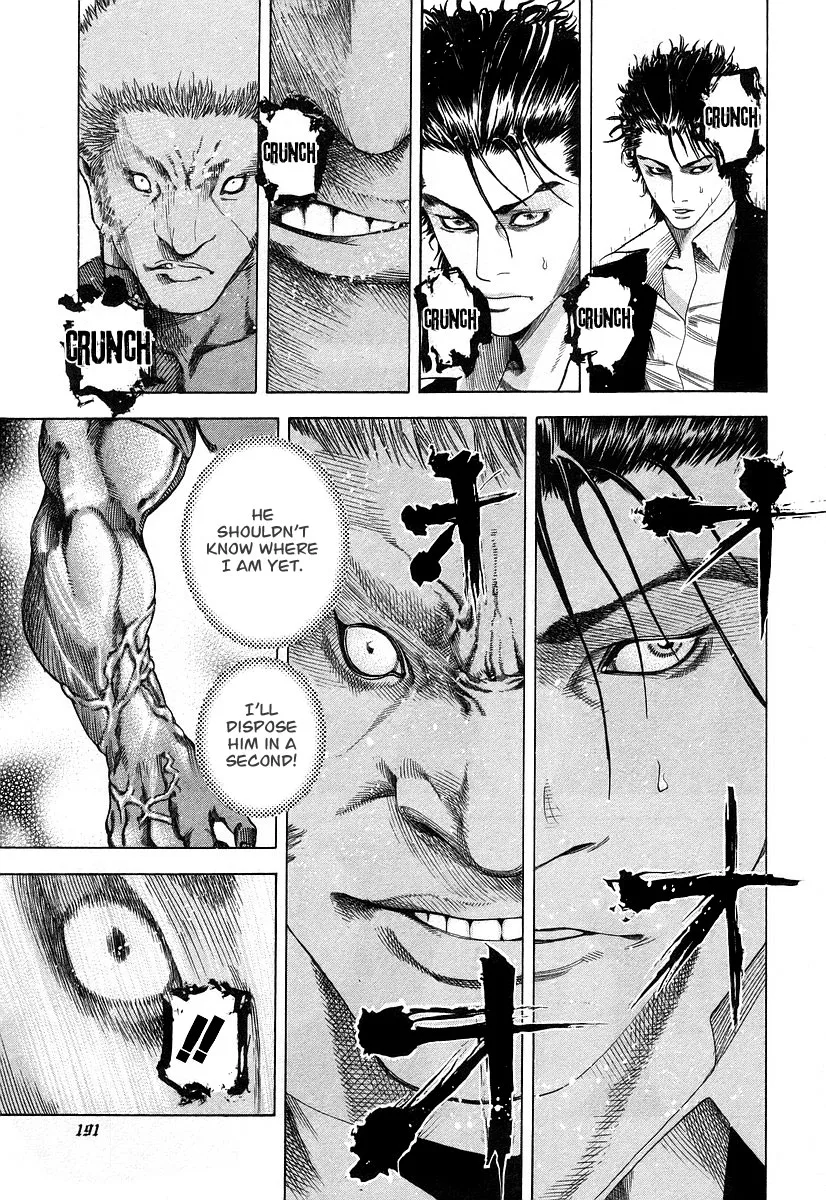 CRUNCH
CRUNCH
CRUNCH
CRUNCH
CRUNCH
オ
オ
オ
オ
HE
SHOULDN'T
KNOW WHERE
I AM YET.
I'LL
DISPOSE
HIM IN A
SECOND!
!!
191